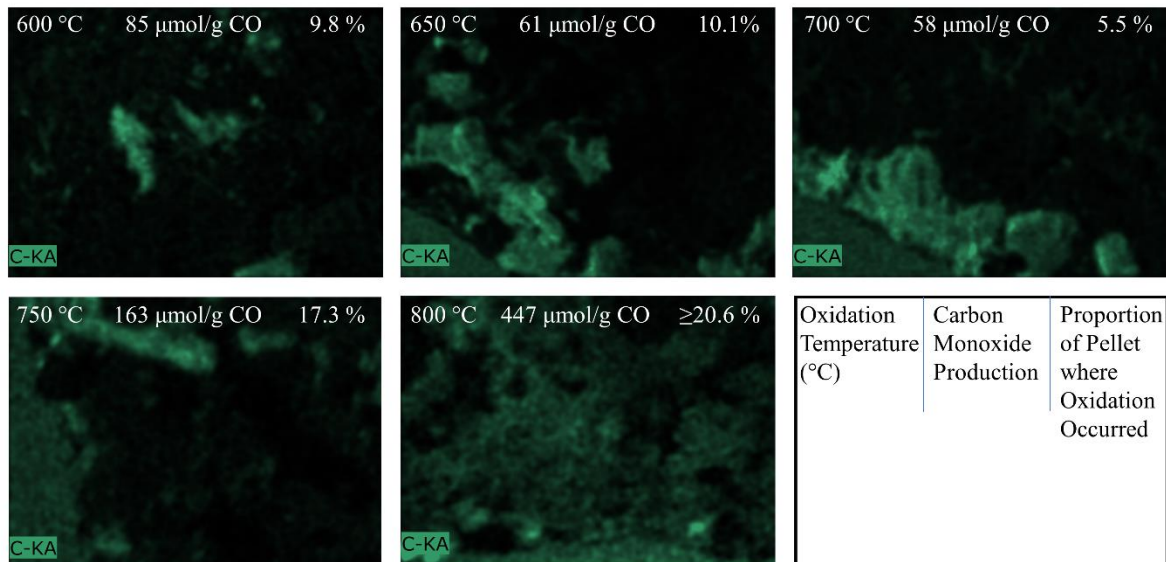 600 °C 85 μmol/g CO 9.8 %
C-KA
650 °C 61 μmol/g CO 10.1%
C-KA
700 °C 58 μmol/g CO 5.5 %
C-KA
750 °C 163 μmol/g CO 17.3 %
C-KA
800 °C 447 μmol/g CO ≥20.6 %
C-KA
Oxidation
Temperature
(°C)
Carbon
Monoxide
Production
Proportion
of Pellet
where
Oxidation
Occurred